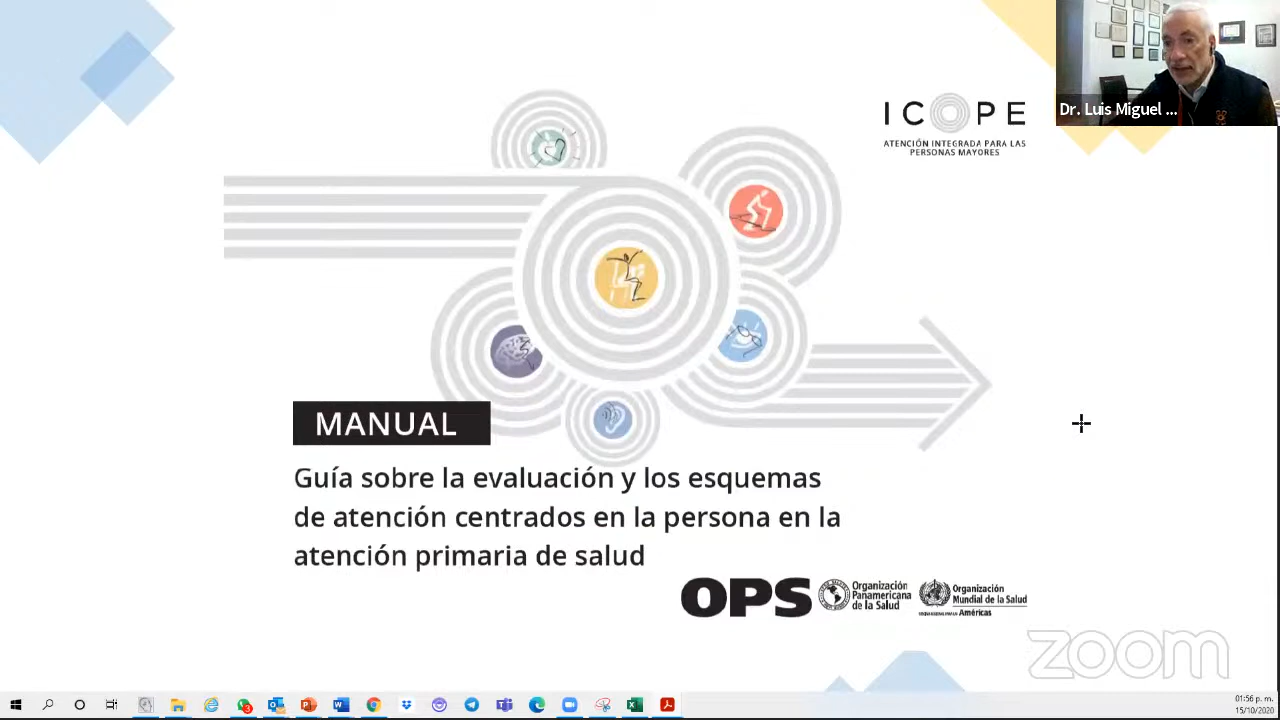 Dr. Luis Miguel ...
ICOPE
ATENCIÓN INTEGRADA PARA LAS
PERSONAS MAYORES
MANUAL
Guía sobre la evaluación y los esquemas
de atención centrados en la persona en la
atención primaria de salud
OPS
Organización
Panamericana
de la Salud
Organización
Mundial de la Salud
Américas
zoom
01:56 p. m.
15/10/2020